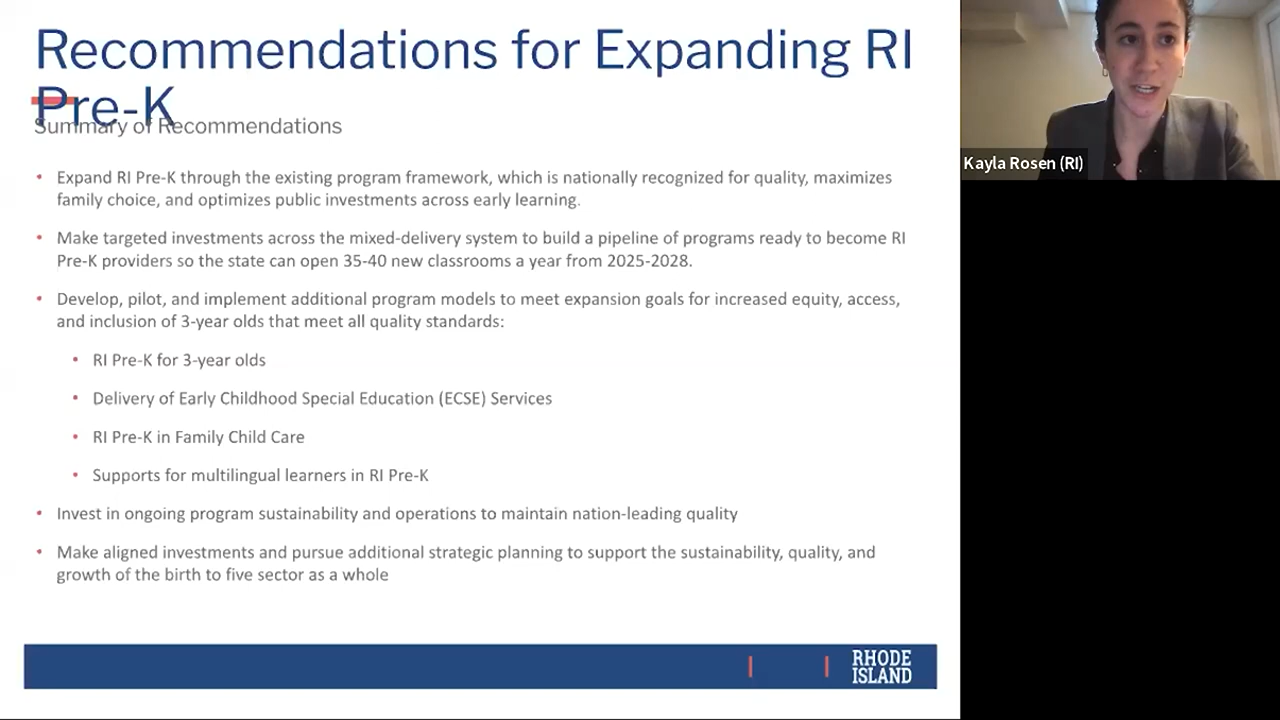 Recommendations for Expanding RI
Pre-K
Summary of Recommendations
• Expand RI Pre-K through the existing program framework, which is nationally recognized for quality, maximizes
family choice, and optimizes public investments across early learning.
• Make targeted investments across the mixed-delivery system to build a pipeline of programs ready to become RI
Pre-K providers so the state can open 35-40 new classrooms a year from 2025-2028.
• Develop, pilot, and implement additional program models to meet expansion goals for increased equity, access,
and inclusion of 3-year olds that meet all quality standards:
• RI Pre-K for 3-year olds
• Delivery of Early Childhood Special Education (ECSE) Services
• RI Pre-K in Family Child Care
• Supports for multilingual learners in RI Pre-K
• Invest in ongoing program sustainability and operations to maintain nation-leading quality
• Make aligned investments and pursue additional strategic planning to support the sustainability, quality, and
growth of the birth to five sector as a whole
RHODE
ISLAND
Kayla Rosen (RI)